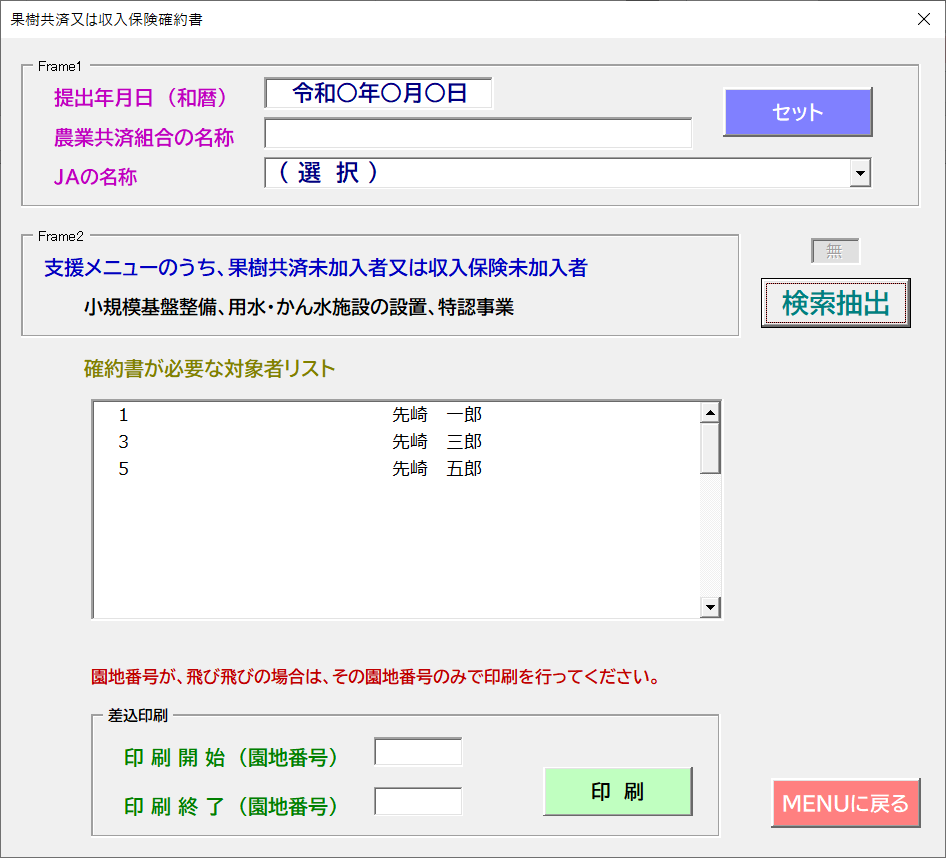 果樹共済又は収入保険確約書
Frame1
提出年月日（和暦） 令和〇年〇月〇日
セット
農業共済組合の名称
JAの名称 （ 選 択 ）
Frame2
支援メニューのうち、果樹共済未加入者又は収入保険未加入者
小規模基盤整備、用水・かん水施設の設置、特認事業
無
検索抽出
確約書が必要な対象者リスト
1 先崎　一郎
3 先崎　三郎
5 先崎　五郎
園地番号が、飛び飛びの場合は、その園地番号のみで印刷を行ってください。
差込印刷
印 刷 開 始 （園地番号）
印 刷 終 了 （園地番号）
印 刷
MENUに戻る